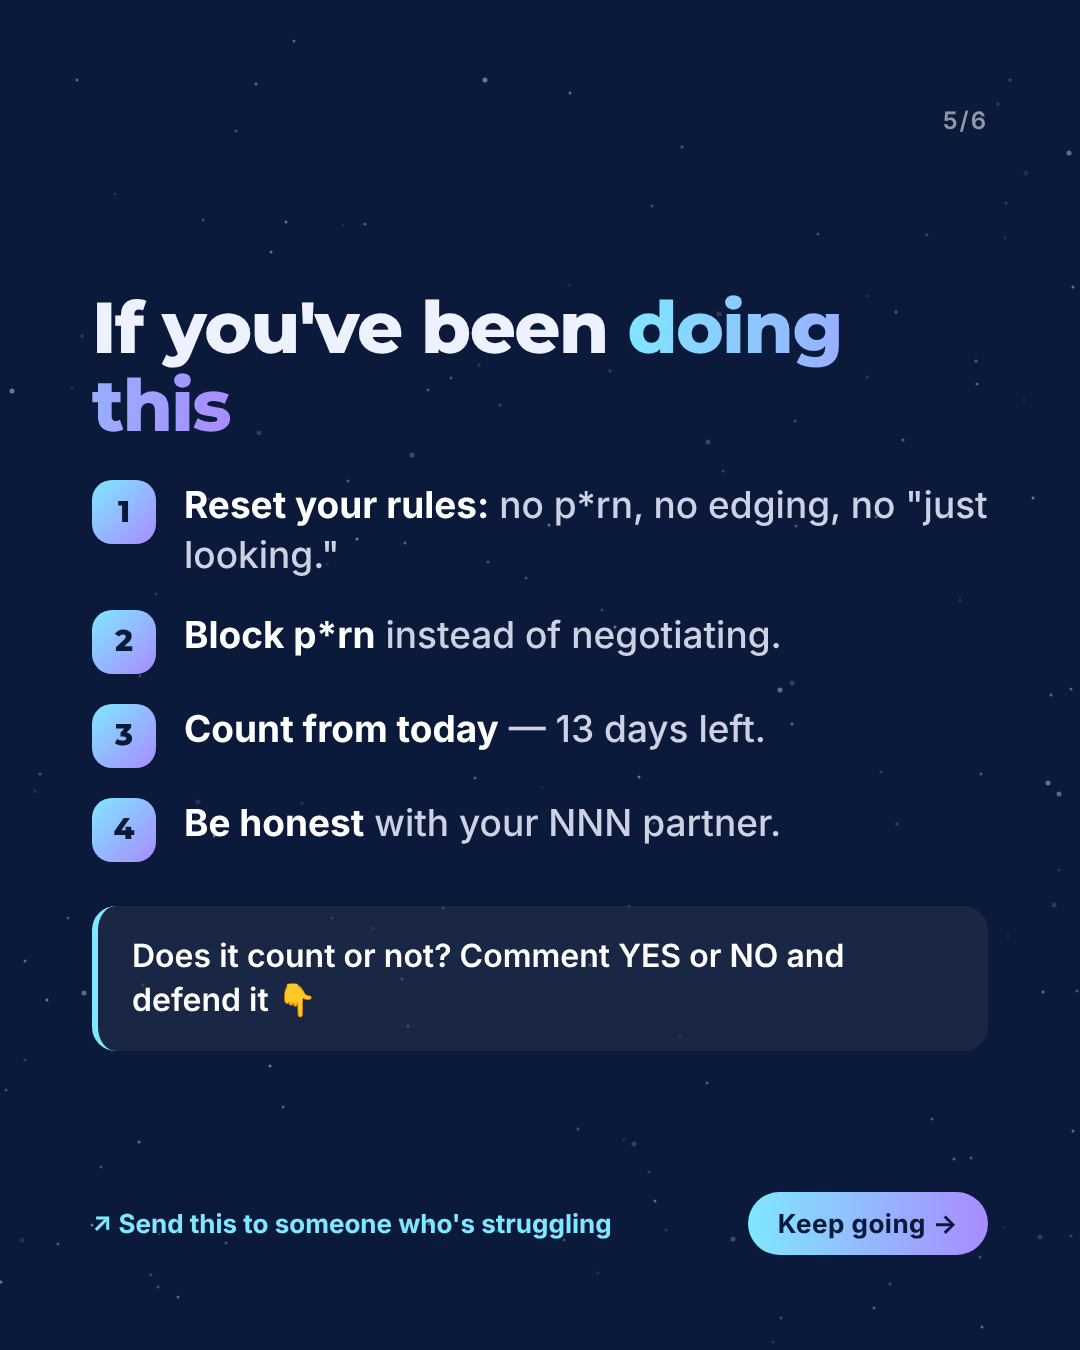 5/6
If you've been doing
this
1 Reset your rules: no p*rn, no edging, no "just
looking."
2 Block p*rn instead of negotiating.
3 Count from today — 13 days left.
4 Be honest with your NNN partner.
Does it count or not? Comment YES or NO and
defend it 👇
↗ Send this to someone who's struggling
Keep going →